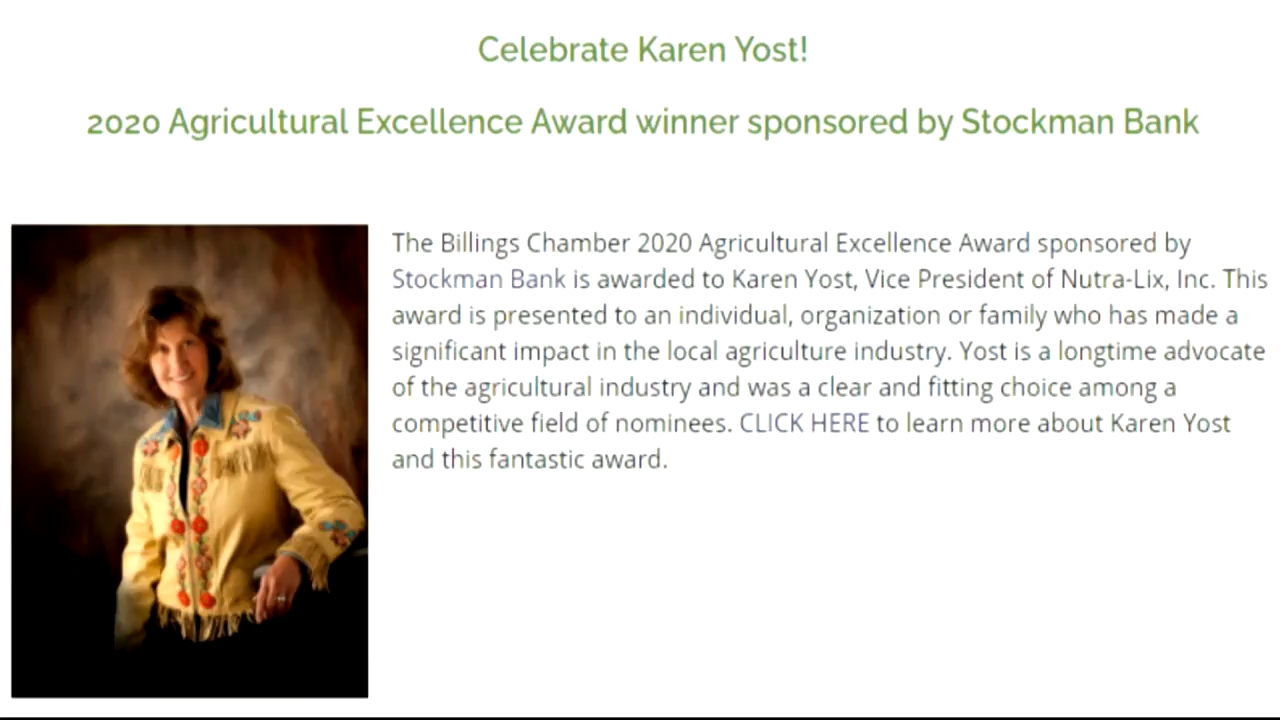 Celebrate Karen Yost!
2020 Agricultural Excellence Award winner sponsored by Stockman Bank
The Billings Chamber 2020 Agricultural Excellence Award sponsored by
Stockman Bank is awarded to Karen Yost, Vice President of Nutra-Lix, Inc. This
award is presented to an individual, organization or family who has made a
significant impact in the local agriculture industry. Yost is a longtime advocate
of the agricultural industry and was a clear and fitting choice among a
competitive field of nominees. CLICK HERE to learn more about Karen Yost
and this fantastic award.